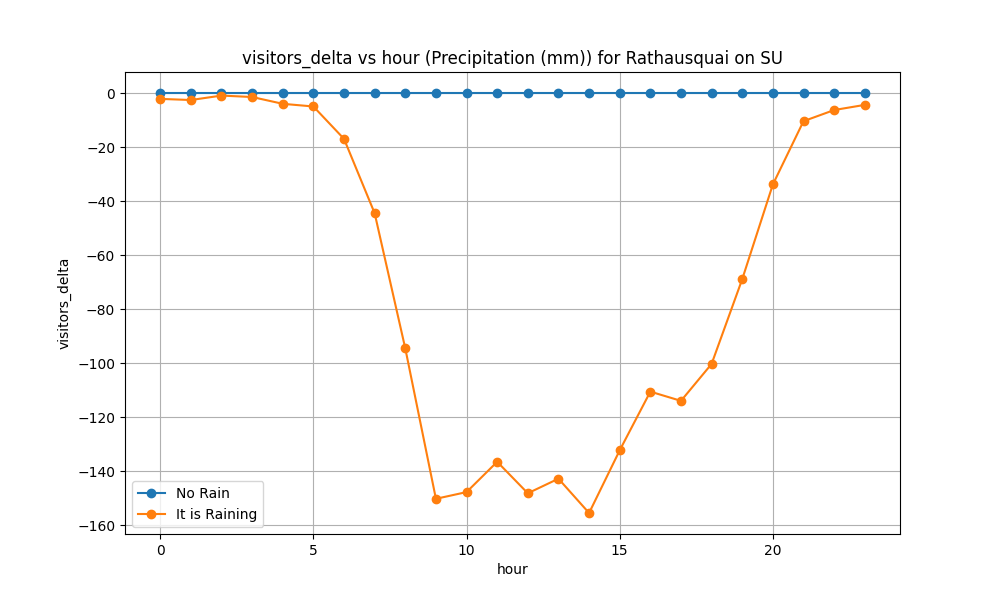 visitors_delta vs hour (Precipitation (mm)) for Rathausquai on SU
visitors_delta
0
−20
−40
−60
−80
−100
−120
−140
−160
No Rain
It is Raining
0 5 10 15 20
hour